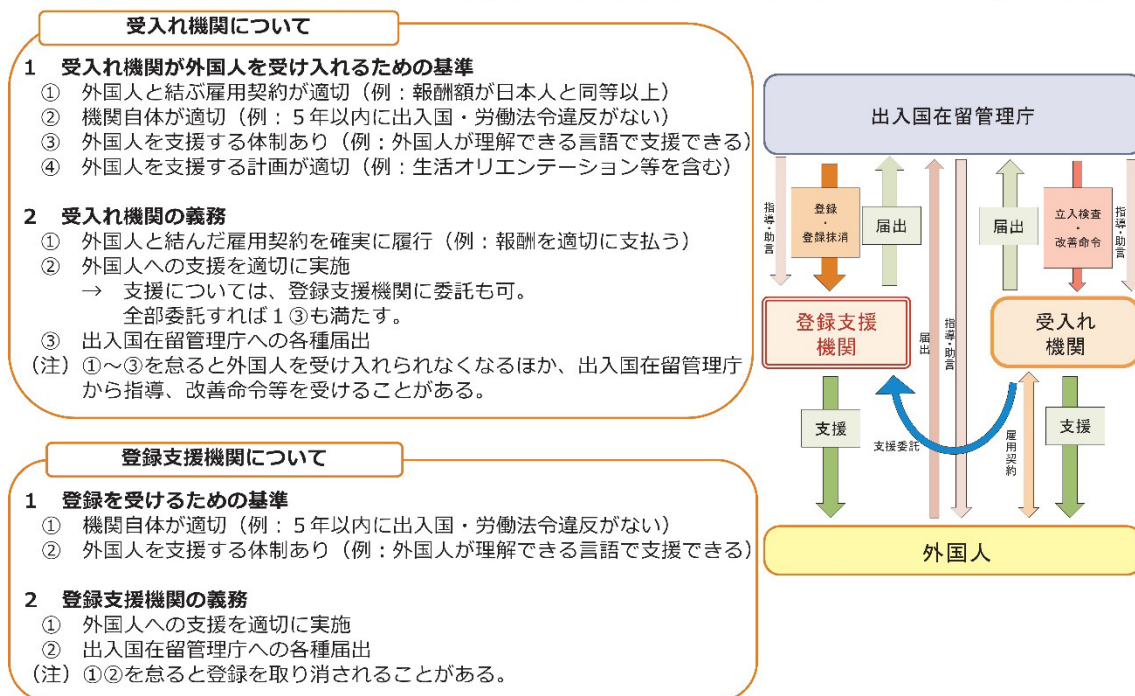 受入れ機関について
1 受入れ機関が外国人を受け入れるための基準
① 外国人と結ぶ雇用契約が適切（例：報酬額が日本人と同等以上）
② 機関自体が適切（例：５年以内に出入国・労働法令違反がない）
③ 外国人を支援する体制あり（例：外国人が理解できる言語で支援できる）
④ 外国人を支援する計画が適切（例：生活オリエンテーション等を含む）
2 受入れ機関の義務
① 外国人と結んだ雇用契約を確実に履行（例：報酬を適切に支払う）
② 外国人への支援を適切に実施
→ 支援については、登録支援機関に委託も可。
全部委託すれば１③も満たす。
③ 出入国在留管理庁への各種届出
（注）①～③を怠ると外国人を受け入れられなくなるほか、出入国在留管理庁
から指導、改善命令等を受けることがある。
登録支援機関について
1 登録を受けるための基準
① 機関自体が適切（例：５年以内に出入国・労働法令違反がない）
② 外国人を支援する体制あり（例：外国人が理解できる言語で支援できる）
2 登録支援機関の義務
① 外国人への支援を適切に実施
② 出入国在留管理庁への各種届出
（注）①②を怠ると登録を取り消されることがある。
出入国在留管理庁
指導・助言
登録
・
登録抹消
届出
届出
立入検査
・
改善命令
指導・助言
登録支援
機関
届出
指導・助言
受入れ
機関
支援
支援委託
雇用契約
支援
外国人